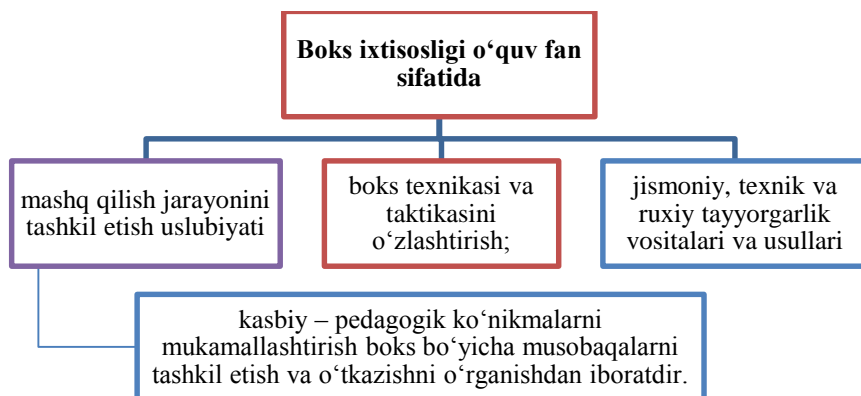 Boks ixtisosligi o‘quv fan
sifatida
mashq qilish jarayonini
tashkil etish uslubiyati
boks texnikasi va
taktikasini
o‘zlashtirish;
jismoniy, texnik va
ruxiy tayyorgarlik
vositalari va usullari
kasbiy – pedagogik ko‘nikmalarni
mukamallashtirish boks bo‘yicha musobaqalarni
tashkil etish va o‘tkazishni o‘rganishdan iboratdir.